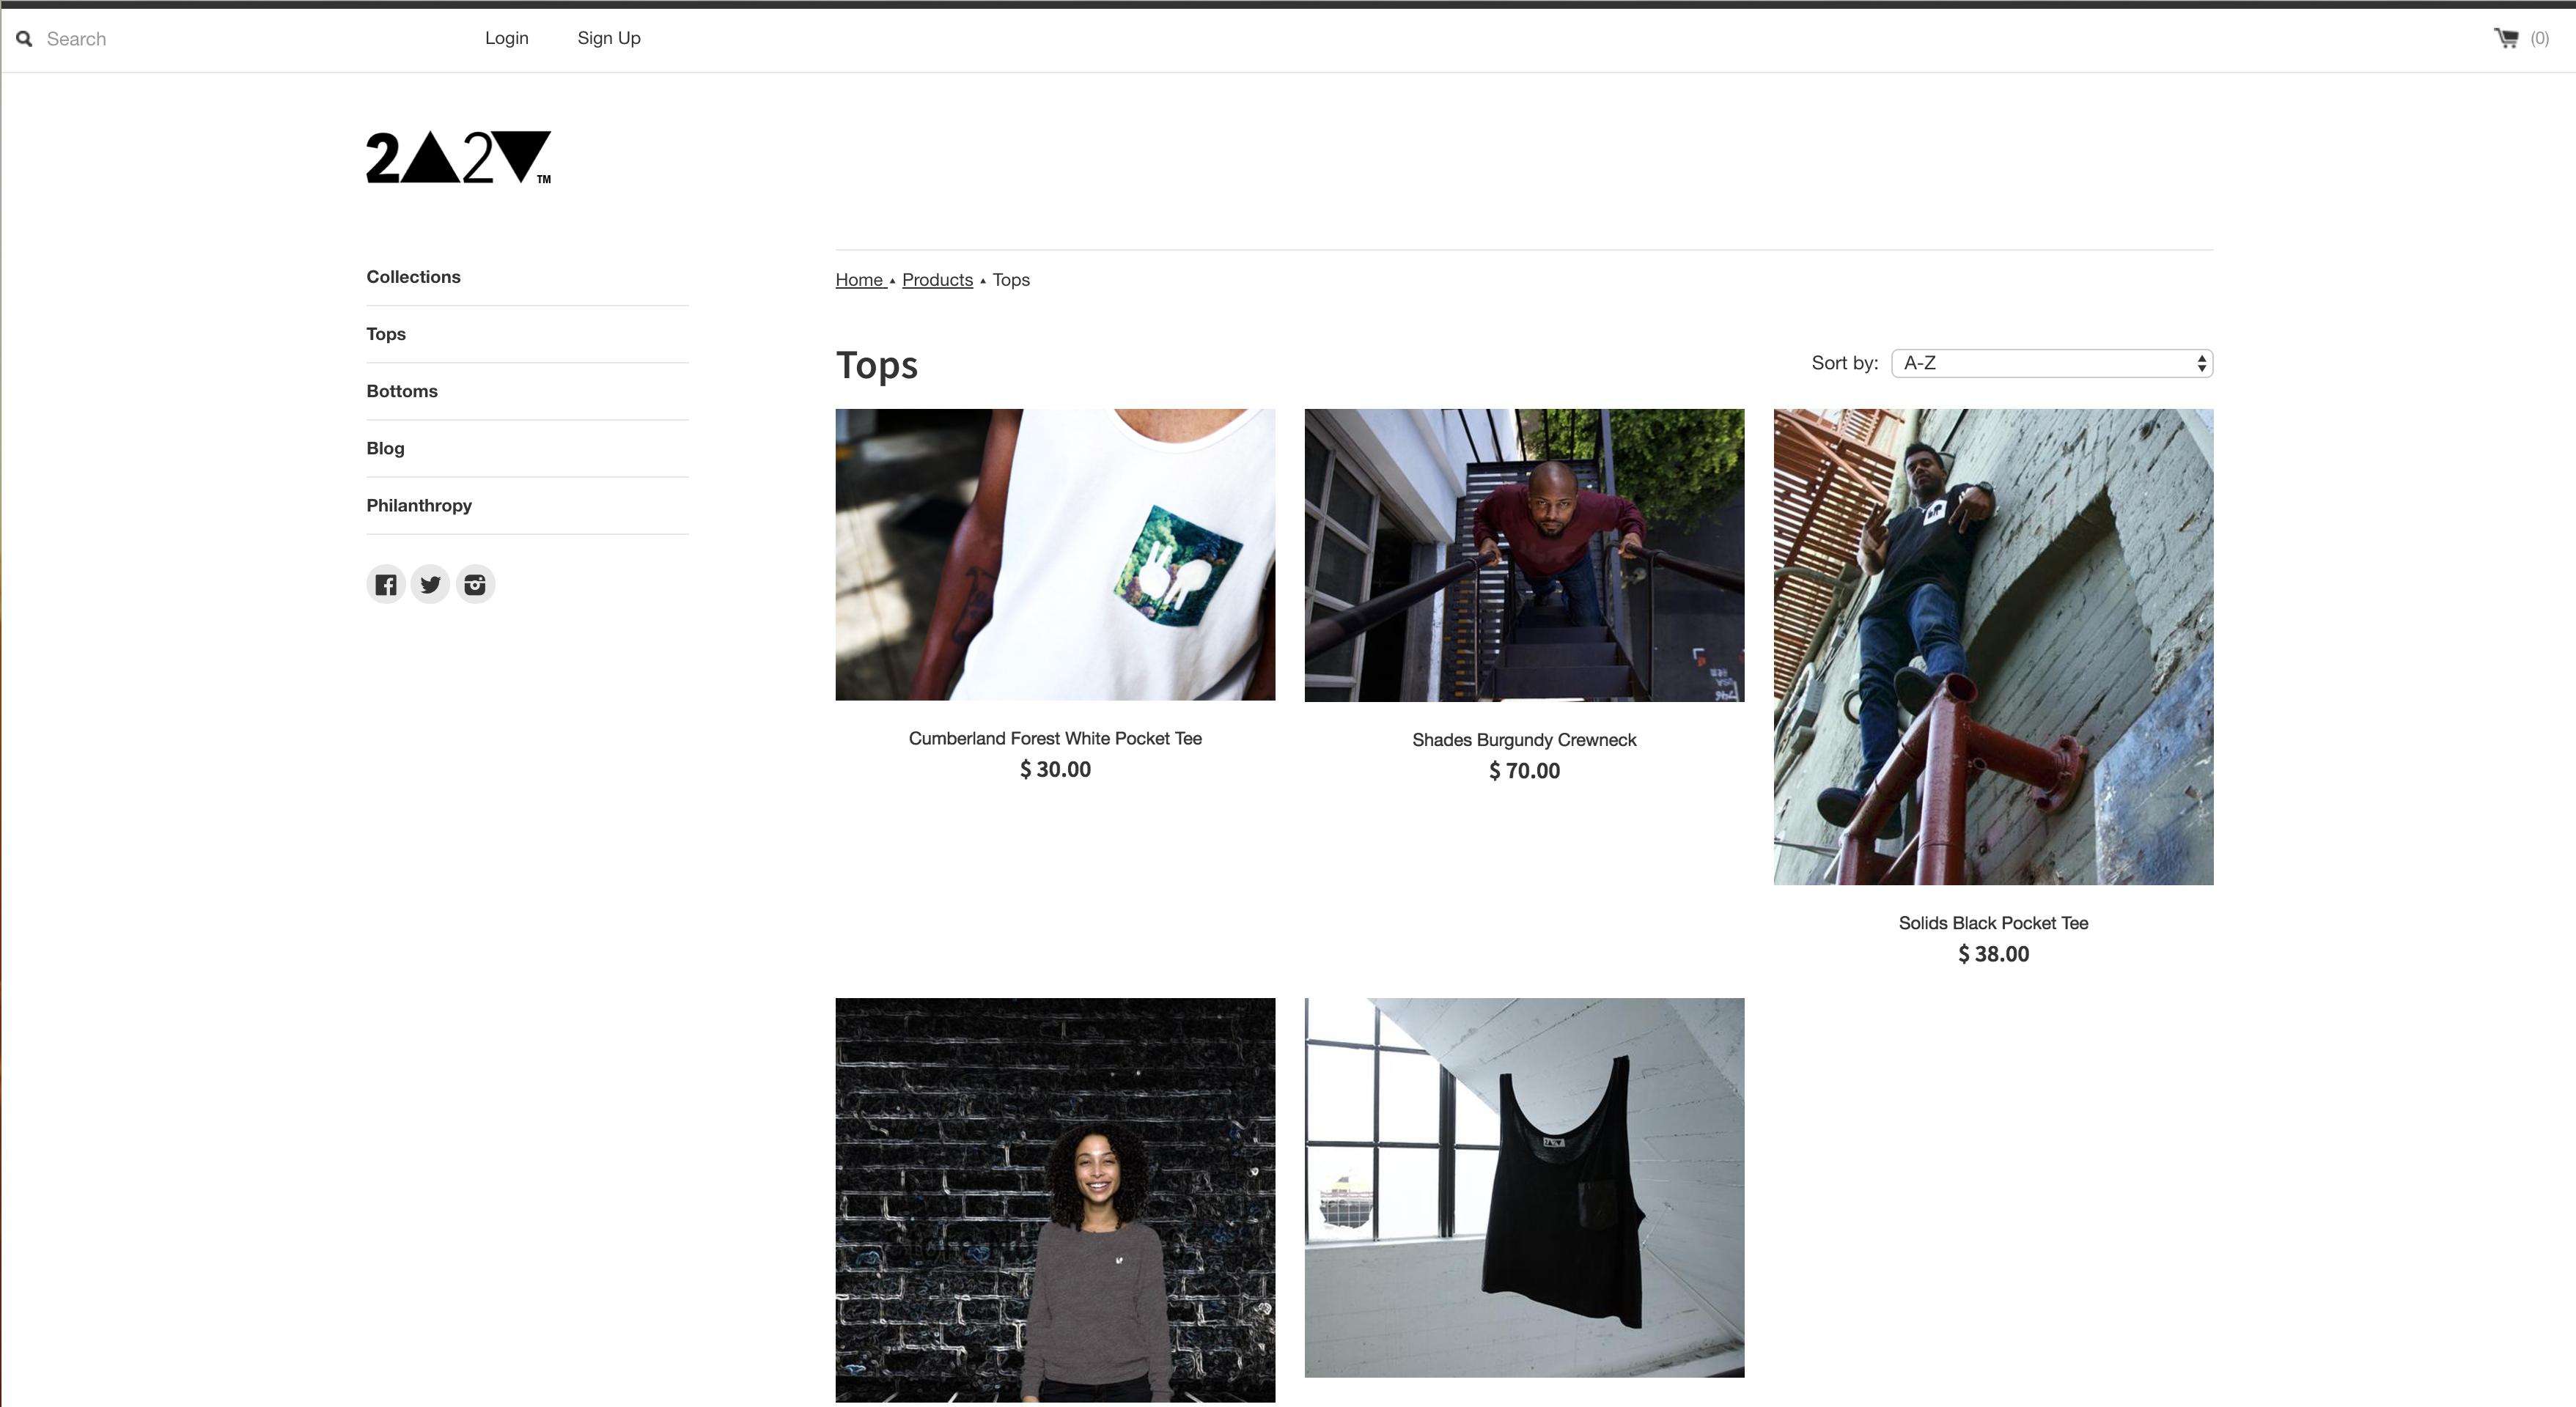 Search
Login
Sign Up
(0)
2▲2▼™
Collections
Tops
Bottoms
Blog
Philanthropy
Home ▴ Products ▴ Tops
Tops
Sort by: A-Z
Cumberland Forest White Pocket Tee
$ 30.00
Shades Burgundy Crewneck
$ 70.00
Solids Black Pocket Tee
$ 38.00